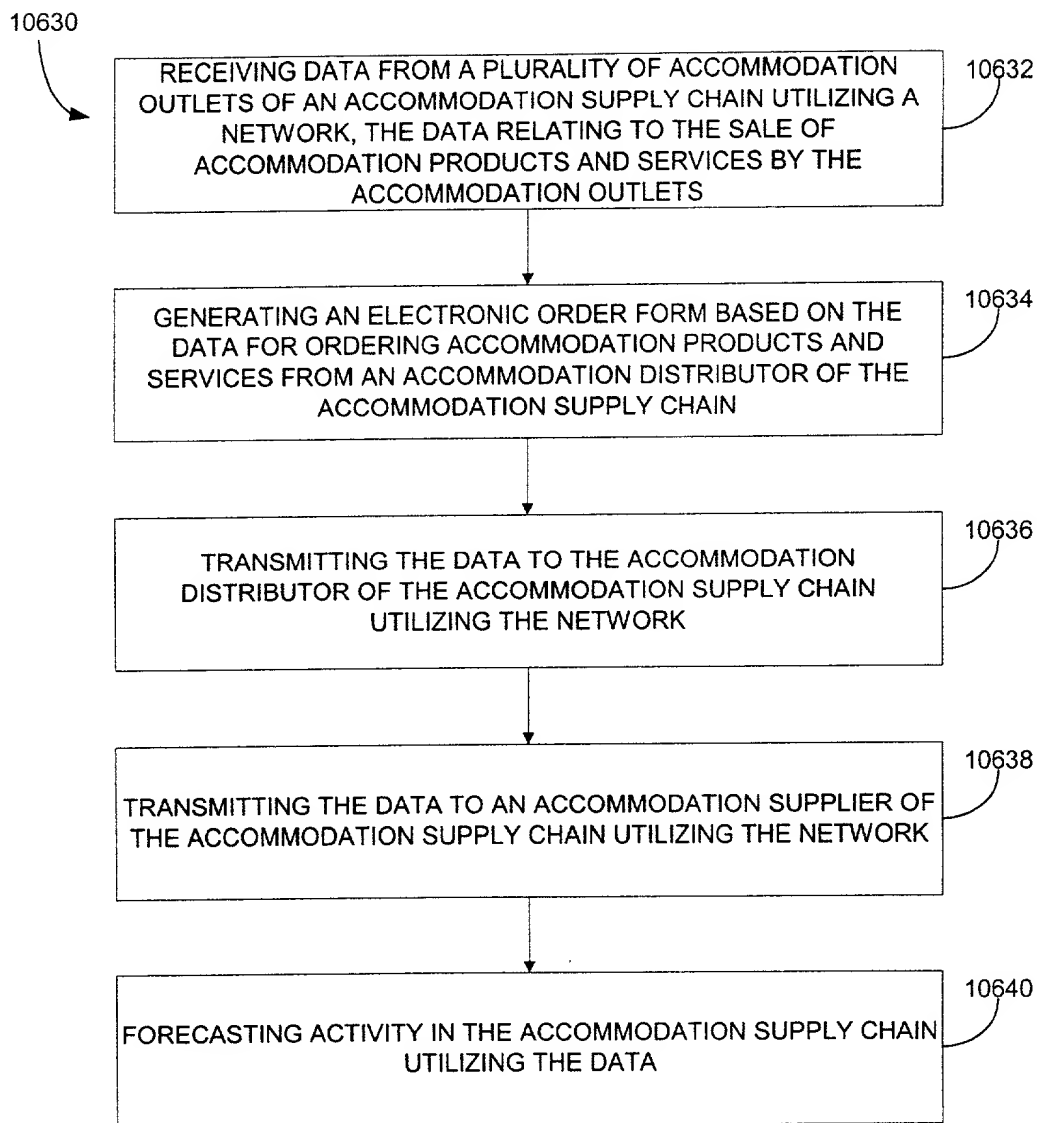 10630
RECEIVING DATA FROM A PLURALITY OF ACCOMMODATION
OUTLETS OF AN ACCOMMODATION SUPPLY CHAIN UTILIZING A
NETWORK, THE DATA RELATING TO THE SALE OF
ACCOMMODATION PRODUCTS AND SERVICES BY THE
ACCOMMODATION OUTLETS
10632
GENERATING AN ELECTRONIC ORDER FORM BASED ON THE
DATA FOR ORDERING ACCOMMODATION PRODUCTS AND
SERVICES FROM AN ACCOMMODATION DISTRIBUTOR OF THE
ACCOMMODATION SUPPLY CHAIN
10634
TRANSMITTING THE DATA TO THE ACCOMMODATION
DISTRIBUTOR OF THE ACCOMMODATION SUPPLY CHAIN
UTILIZING THE NETWORK
10636
TRANSMITTING THE DATA TO AN ACCOMMODATION SUPPLIER OF
THE ACCOMMODATION SUPPLY CHAIN UTILIZING THE NETWORK
10638
FORECASTING ACTIVITY IN THE ACCOMMODATION SUPPLY CHAIN
UTILIZING THE DATA
10640